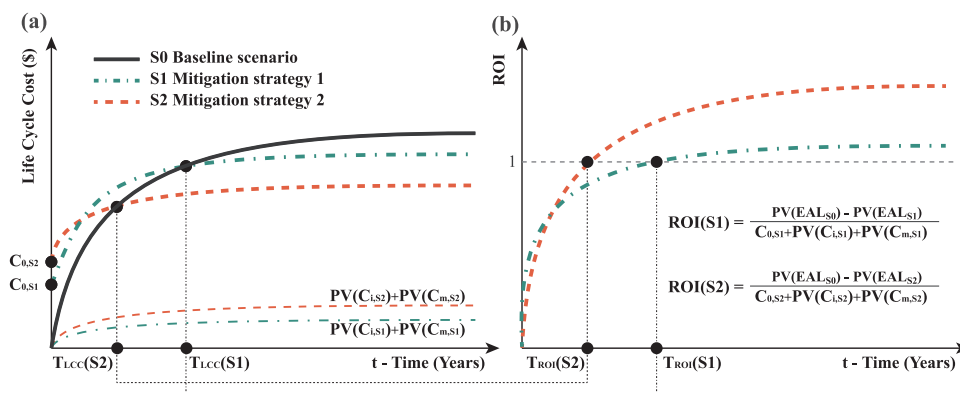 (a)
Life Cycle Cost ($)
S0 Baseline scenario
S1 Mitigation strategy 1
S2 Mitigation strategy 2
C0,S2
C0,S1
PV(Ci,S2)+PV(Cm,S2)
PV(Ci,S1)+PV(Cm,S1)
TLCC(S2)
TLCC(S1)
t - Time (Years)
(b)
ROI
1
ROI(S1) = PV(EALS0) - PV(EALS1)
C0,S1+PV(Ci,S1)+PV(Cm,S1)
ROI(S2) = PV(EALS0) - PV(EALS2)
C0,S2+PV(Ci,S2)+PV(Cm,S2)
TROI(S2)
TROI(S1)
t - Time (Years)